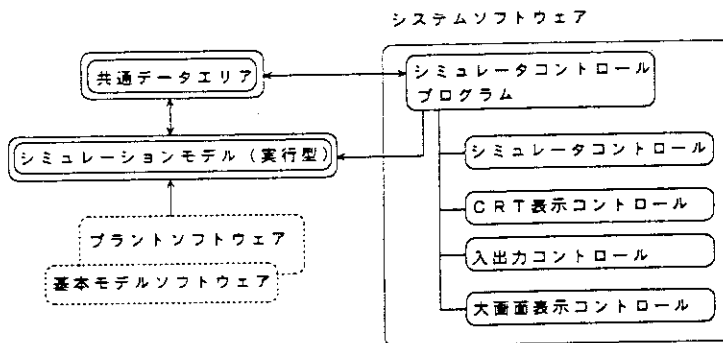 システムソフトウェア
共通データエリア
シミュレータコントロール
プログラム
シミュレーションモデル(実行型)
シミュレータコントロール
CRT表示コントロール
プラントソフトウェア
入出力コントロール
基本モデルソフトウェア
大画面表示コントロール